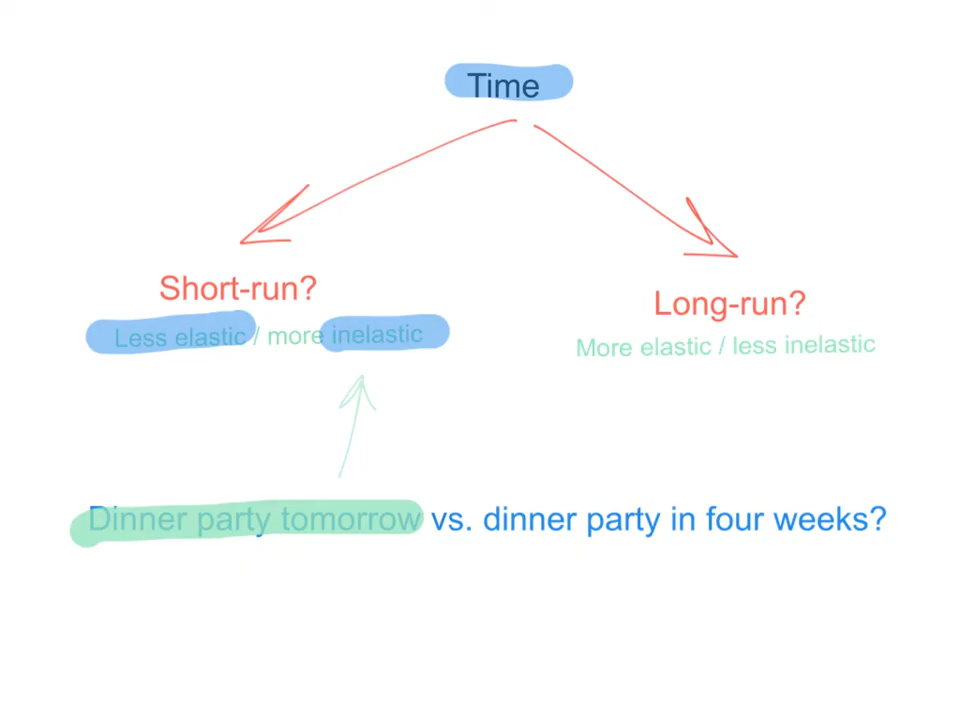 Time
Short-run?
Long-run?
Less elastic / more inelastic
More elastic / less inelastic
Dinner party tomorrow vs. dinner party in four weeks?